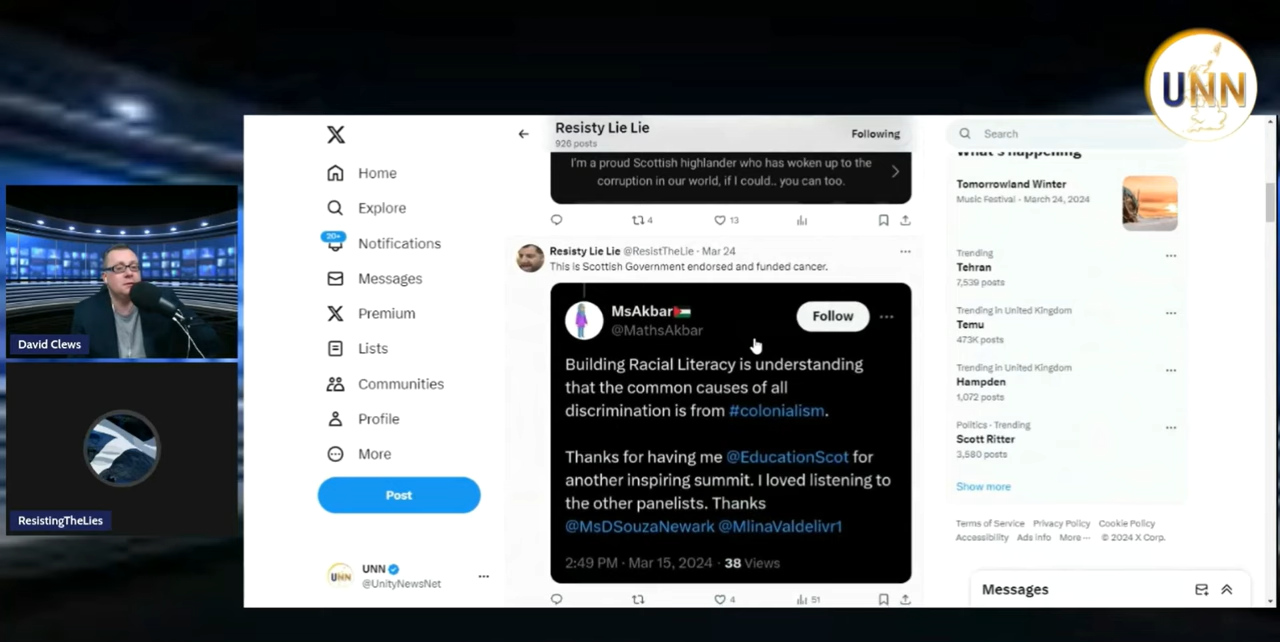 UNN
David Clews
ResistingTheLies
Home
Explore
20+
Notifications
Messages
Premium
Lists
Communities
Profile
More
Post
UNN
@UnityNewsNet
Resisty Lie Lie
926 posts
Following
I'm a proud Scottish highlander who has woken up to the
corruption in our world, if I could.. you can too.
4
13
Resisty Lie Lie @ResistTheLie · Mar 24
This is Scottish Government endorsed and funded cancer.
MsAkbar🇵🇸
@MathsAkbar
Follow
Building Racial Literacy is understanding
that the common causes of all
discrimination is from #colonialism.
Thanks for having me @EducationScot for
another inspiring summit. I loved listening to
the other panelists. Thanks
@MsDSouzaNewark @MlinaValdelivr1
2:49 PM · Mar 15, 2024 · 38 Views
4
51
Search
What's happening
Tomorrowland Winter
Music Festival · March 24, 2024
Trending
Tehran
7,539 posts
Trending in United Kingdom
Temu
473K posts
Trending in United Kingdom
Hampden
1,072 posts
Politics · Trending
Scott Ritter
3,580 posts
Show more
Terms of Service Privacy Policy Cookie Policy
Accessibility Ads info More ··· © 2024 X Corp.
Messages